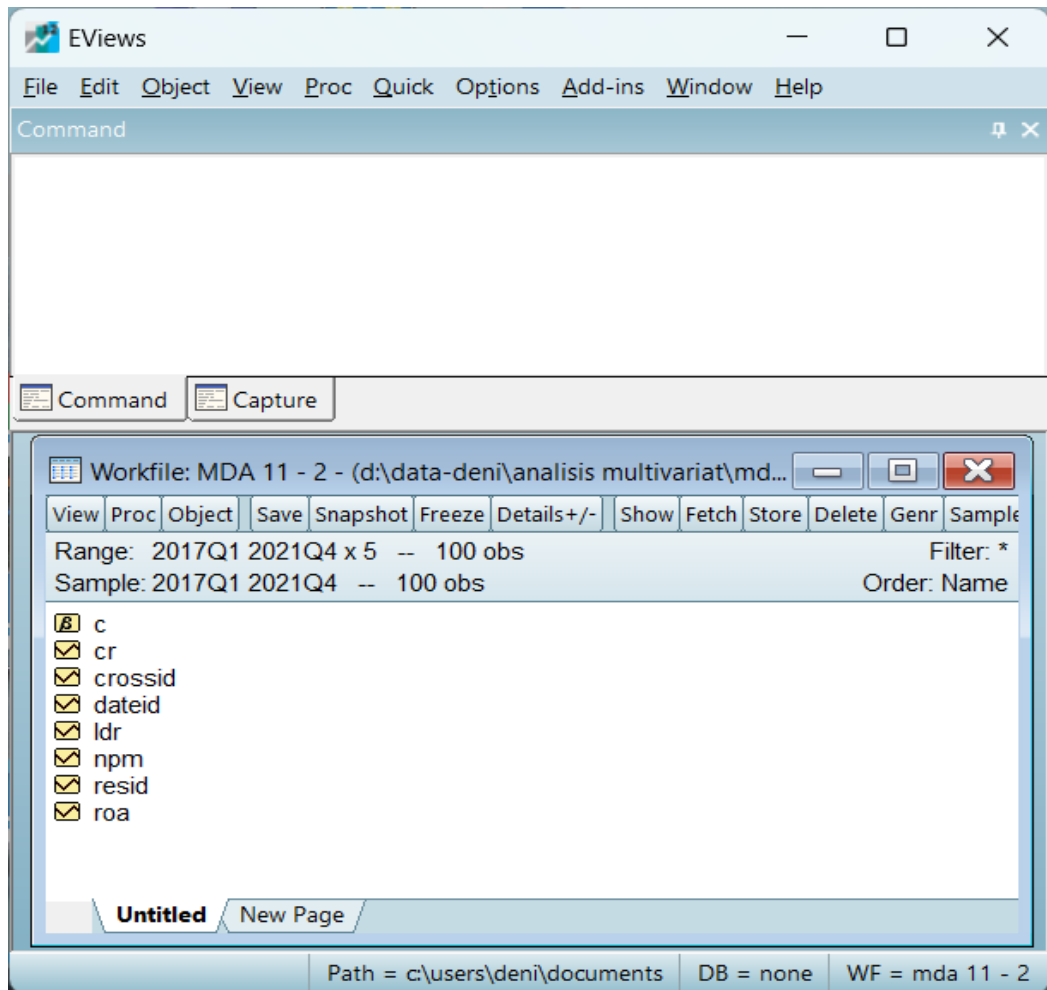 EViews
File Edit Object View Proc Quick Options Add-ins Window Help
Command
Command Capture
Workfile: MDA 11 - 2 - (d:\data-deni\analisis multivariat\md...
View Proc Object Save Snapshot Freeze Details+/- Show Fetch Store Delete Genr Sample
Range: 2017Q1 2021Q4 x 5 -- 100 obs Filter: *
Sample: 2017Q1 2021Q4 -- 100 obs Order: Name
β c
cr
crossid
dateid
ldr
npm
resid
roa
Untitled New Page
Path = c:\users\deni\documents DB = none WF = mda 11 - 2